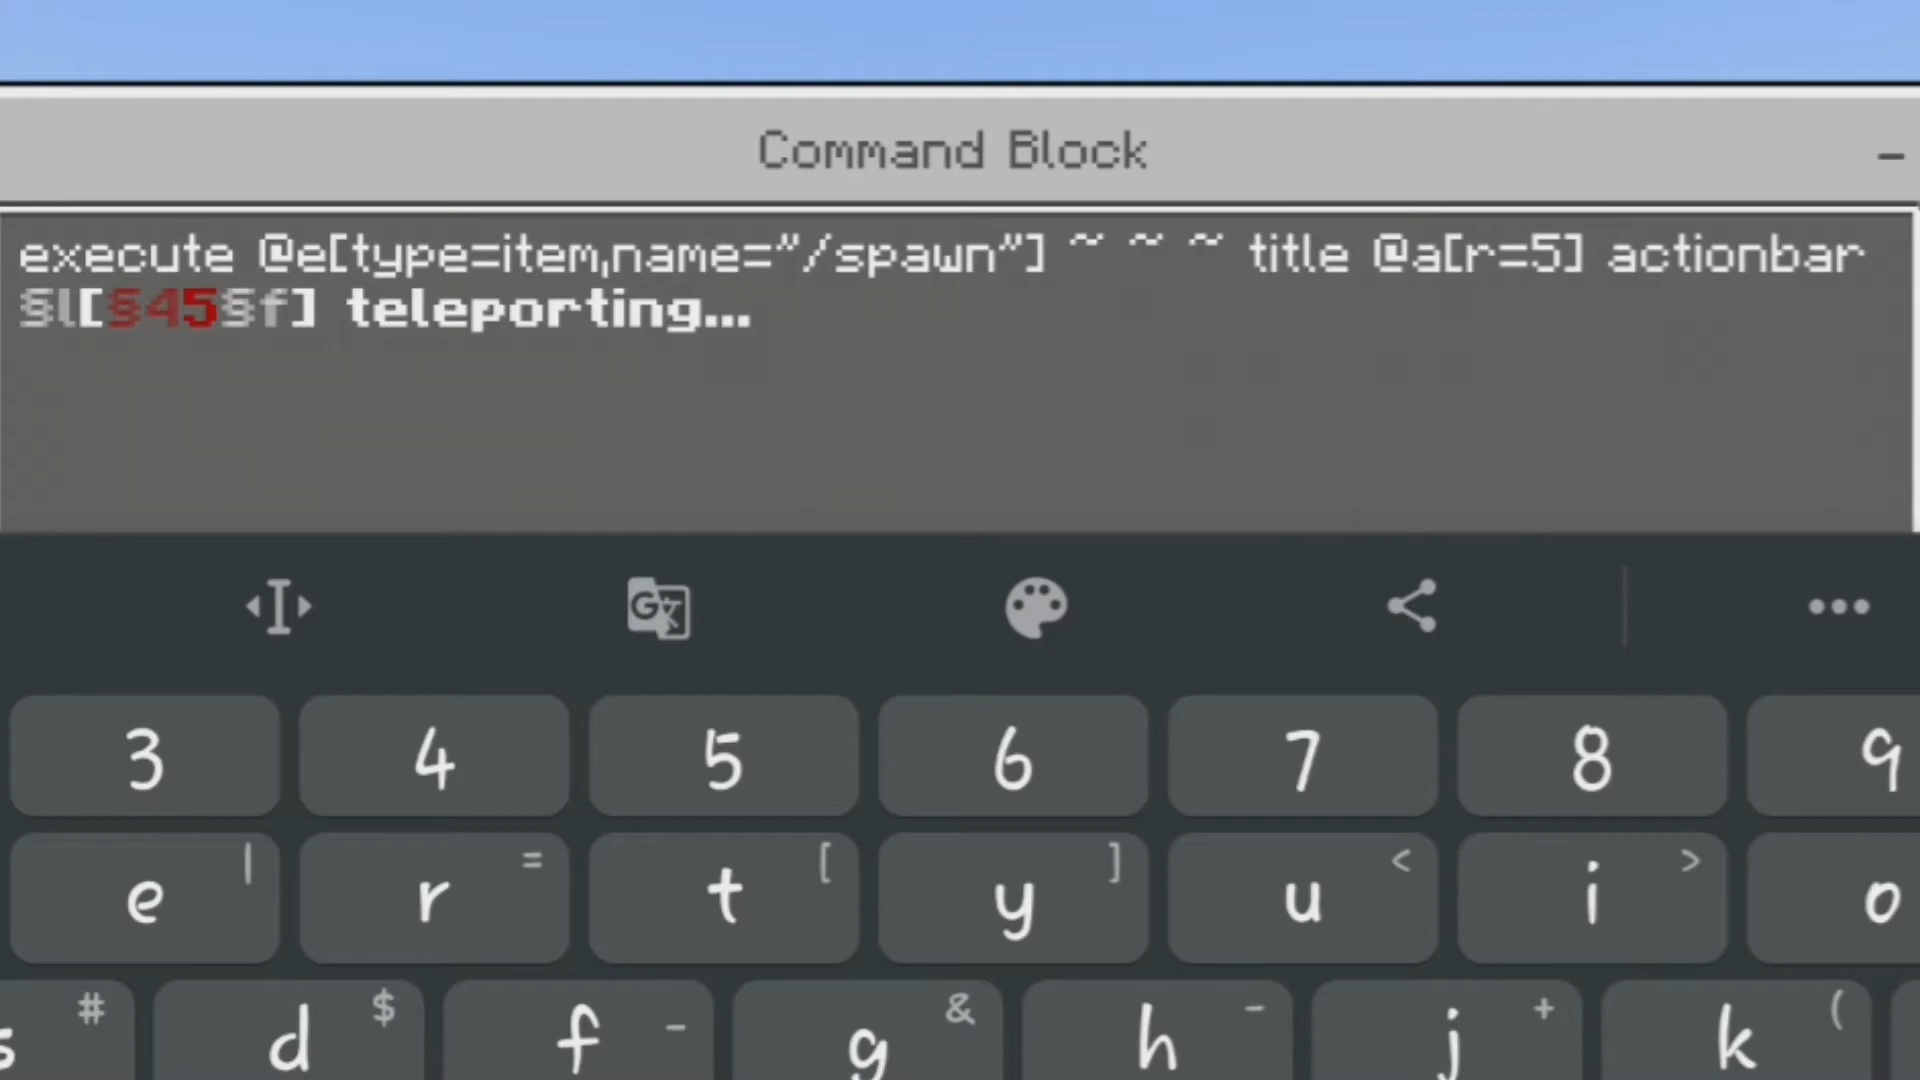 Command Block
execute @e[type=item,name="/spawn"] ~ ~ ~ title @a[r=5] actionbar
§l[§45§f] teleporting...
3 4 5 6 7 8 9
e | r = t [ y ] u < i > o
s # d $ f - g & h - j + k (